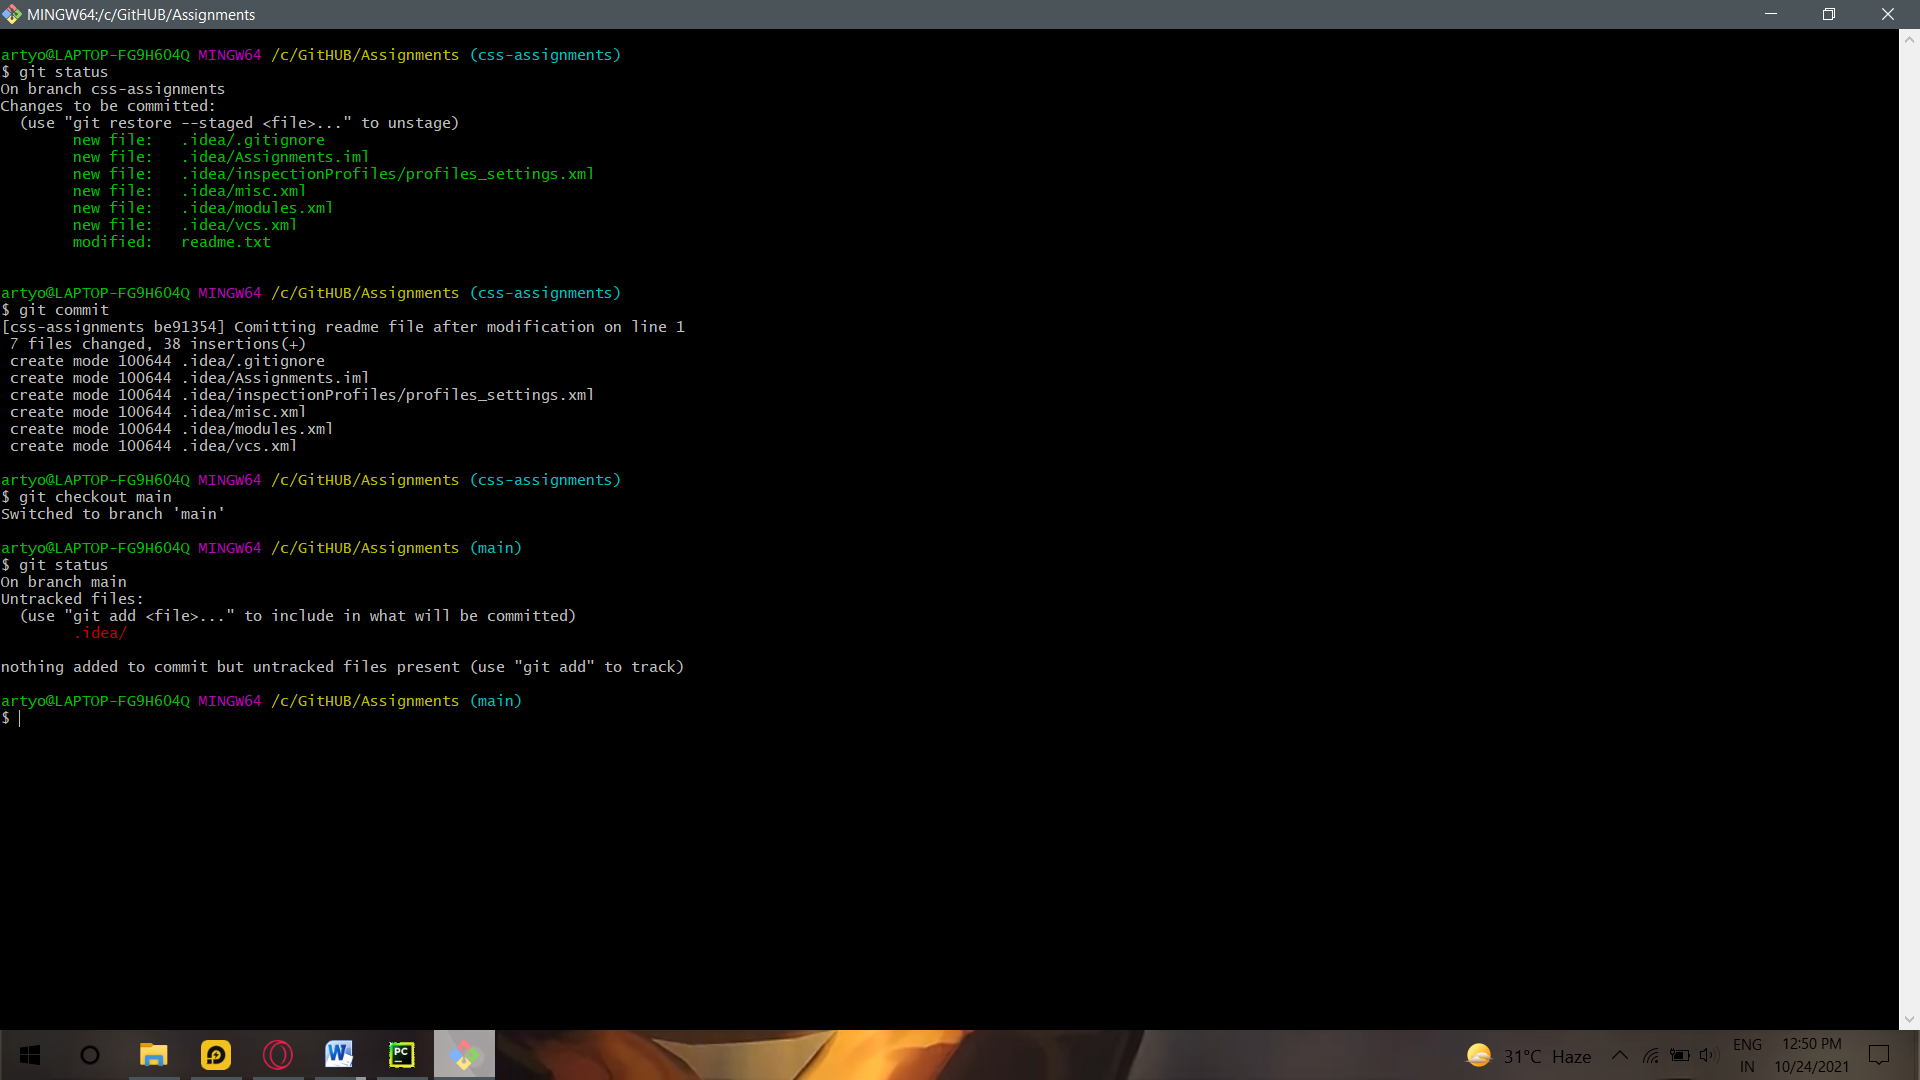 MINGW64:/c/GitHUB/Assignments
artyo@LAPTOP-FG9H6O4Q MINGW64 /c/GitHUB/Assignments (css-assignments)
$ git status
On branch css-assignments
Changes to be committed:
  (use "git restore --staged <file>..." to unstage)
        new file:   .idea/.gitignore
        new file:   .idea/Assignments.iml
        new file:   .idea/inspectionProfiles/profiles_settings.xml
        new file:   .idea/misc.xml
        new file:   .idea/modules.xml
        new file:   .idea/vcs.xml
        modified:   readme.txt
artyo@LAPTOP-FG9H6O4Q MINGW64 /c/GitHUB/Assignments (css-assignments)
$ git commit
[css-assignments be91354] Comitting readme file after modification on line 1
 7 files changed, 38 insertions(+)
 create mode 100644 .idea/.gitignore
 create mode 100644 .idea/Assignments.iml
 create mode 100644 .idea/inspectionProfiles/profiles_settings.xml
 create mode 100644 .idea/misc.xml
 create mode 100644 .idea/modules.xml
 create mode 100644 .idea/vcs.xml
artyo@LAPTOP-FG9H6O4Q MINGW64 /c/GitHUB/Assignments (css-assignments)
$ git checkout main
Switched to branch 'main'
artyo@LAPTOP-FG9H6O4Q MINGW64 /c/GitHUB/Assignments (main)
$ git status
On branch main
Untracked files:
  (use "git add <file>..." to include in what will be committed)
        .idea/
nothing added to commit but untracked files present (use "git add" to track)
artyo@LAPTOP-FG9H6O4Q MINGW64 /c/GitHUB/Assignments (main)
$
W
PC
31°C Haze
ENG
IN
12:50 PM
10/24/2021